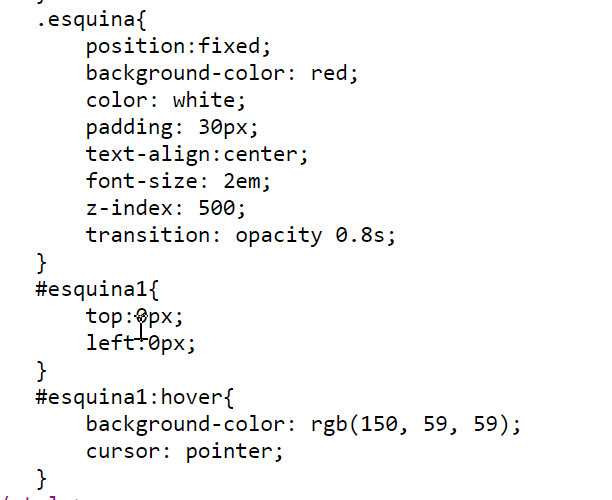 .esquina{
position:fixed;
background-color: red;
color: white;
padding: 30px;
text-align:center;
font-size: 2em;
z-index: 500;
transition: opacity 0.8s;
}
#esquina1{
top:0px;
left:0px;
}
#esquina1:hover{
background-color: rgb(150, 59, 59);
cursor: pointer;
}